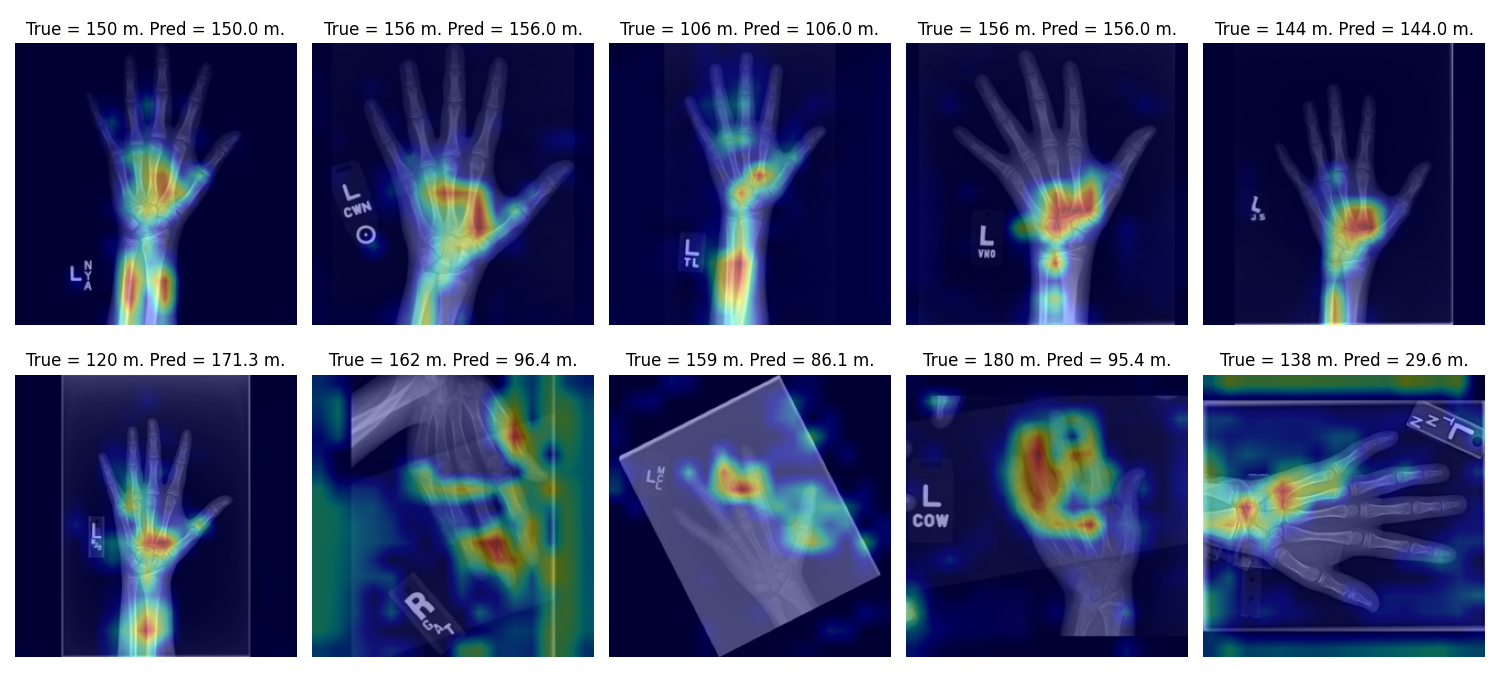 True = 150 m. Pred = 150.0 m.
True = 156 m. Pred = 156.0 m.
True = 106 m. Pred = 106.0 m.
True = 156 m. Pred = 156.0 m.
True = 144 m. Pred = 144.0 m.
L NYA
L
CWN
L
TL
L
VHO
L
JS
True = 120 m. Pred = 171.3 m.
True = 162 m. Pred = 96.4 m.
True = 159 m. Pred = 86.1 m.
True = 180 m. Pred = 95.4 m.
True = 138 m. Pred = 29.6 m.
L
R
GAT
L
L
COW
L